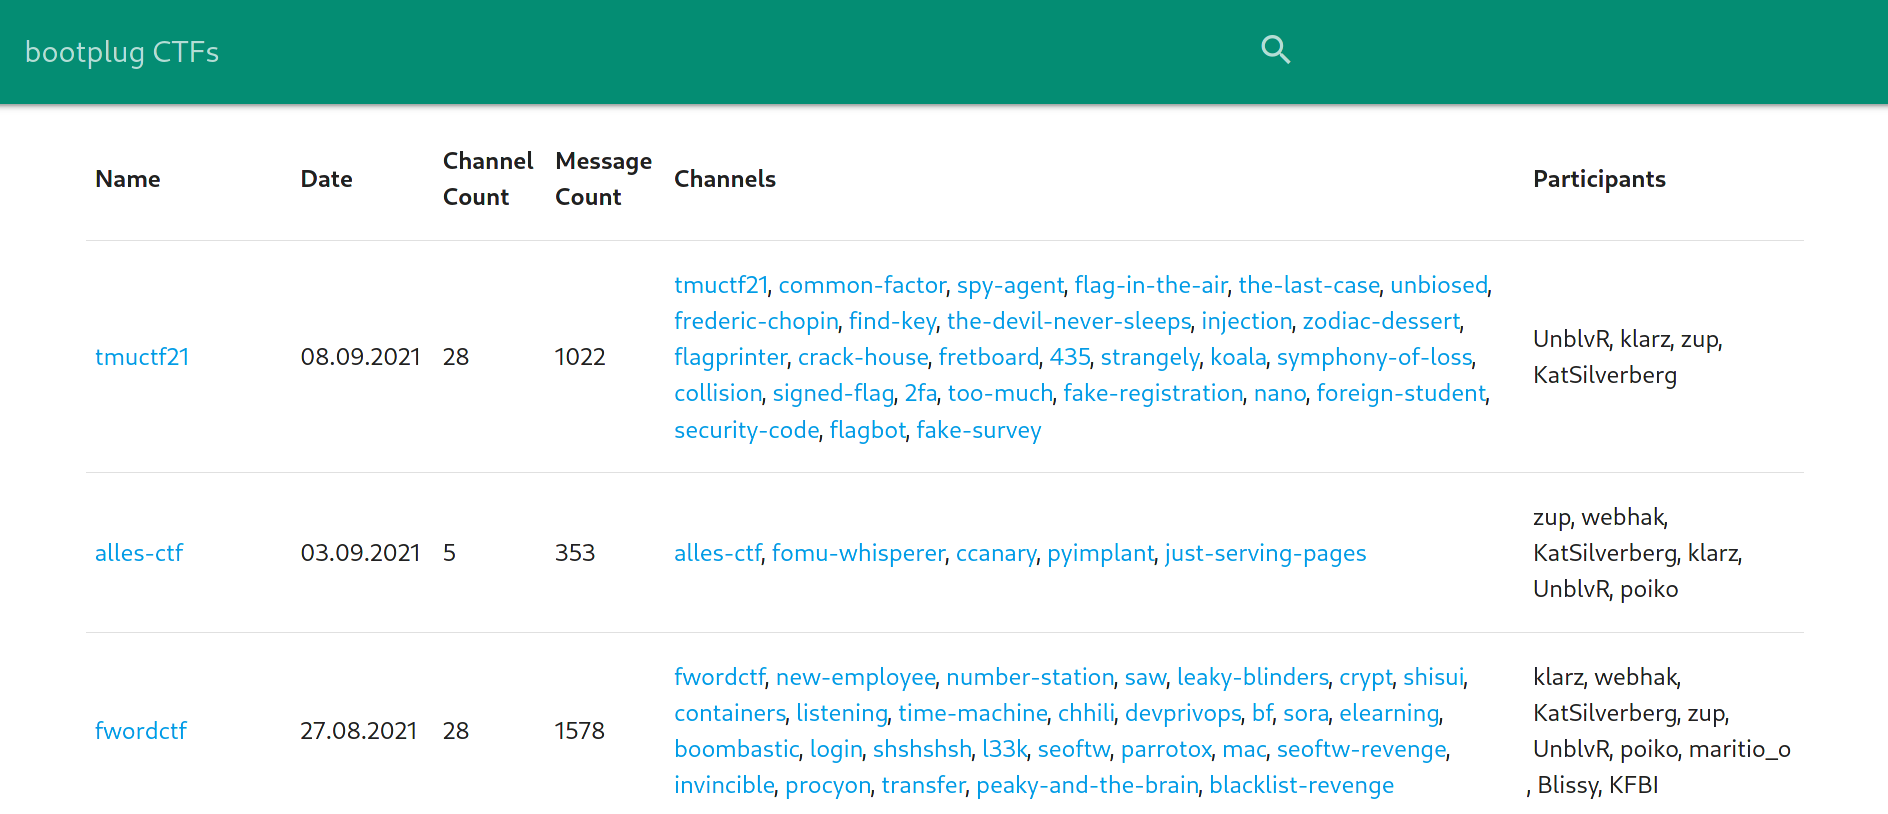 bootplug CTFs
Name Date Channel Count Message Count Channels Participants
tmuctf21 08.09.2021 28 1022
tmuctf21, common-factor, spy-agent, flag-in-the-air, the-last-case, unbiosed,
frederic-chopin, find-key, the-devil-never-sleeps, injection, zodiac-dessert,
flagprinter, crack-house, fretboard, 435, strangely, koala, symphony-of-loss,
collision, signed-flag, 2fa, too-much, fake-registration, nano, foreign-student,
security-code, flagbot, fake-survey
UnblvR, klarz, zup,
KatSilverberg
alles-ctf 03.09.2021 5 353
alles-ctf, fomu-whisperer, ccanary, pyimplant, just-serving-pages
zup, webhak,
KatSilverberg, klarz,
UnblvR, poiko
fwordctf 27.08.2021 28 1578
fwordctf, new-employee, number-station, saw, leaky-blinders, crypt, shisui,
containers, listening, time-machine, chhili, devprivops, bf, sora, elearning,
boombastic, login, shshshsh, l33k, seoftw, parrotox, mac, seoftw-revenge,
invincible, procyon, transfer, peaky-and-the-brain, blacklist-revenge
klarz, webhak,
KatSilverberg, zup,
UnblvR, poiko, maritio_o
, Blissy, KFBI